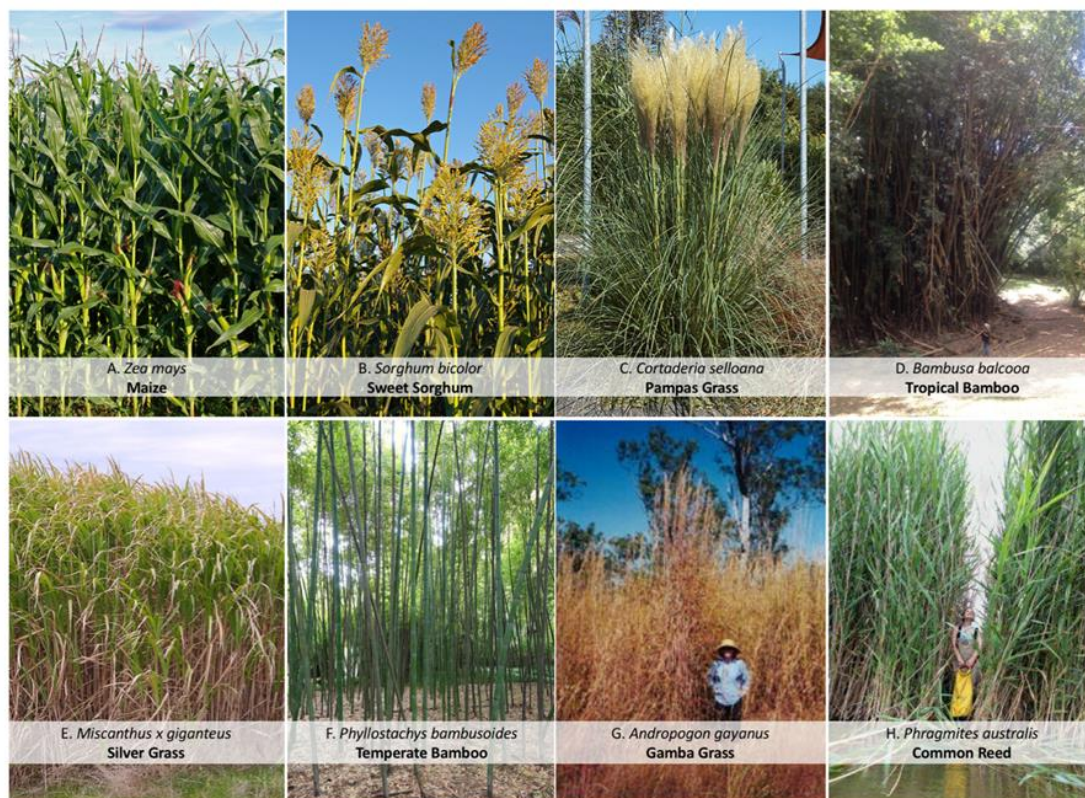 A. Zea mays
Maize
B. Sorghum bicolor
Sweet Sorghum
C. Cortaderia selloana
Pampas Grass
D. Bambusa balcooa
Tropical Bamboo
E. Miscanthus x giganteus
Silver Grass
F. Phyllostachys bambusoides
Temperate Bamboo
G. Andropogon gayanus
Gamba Grass
H. Phragmites australis
Common Reed